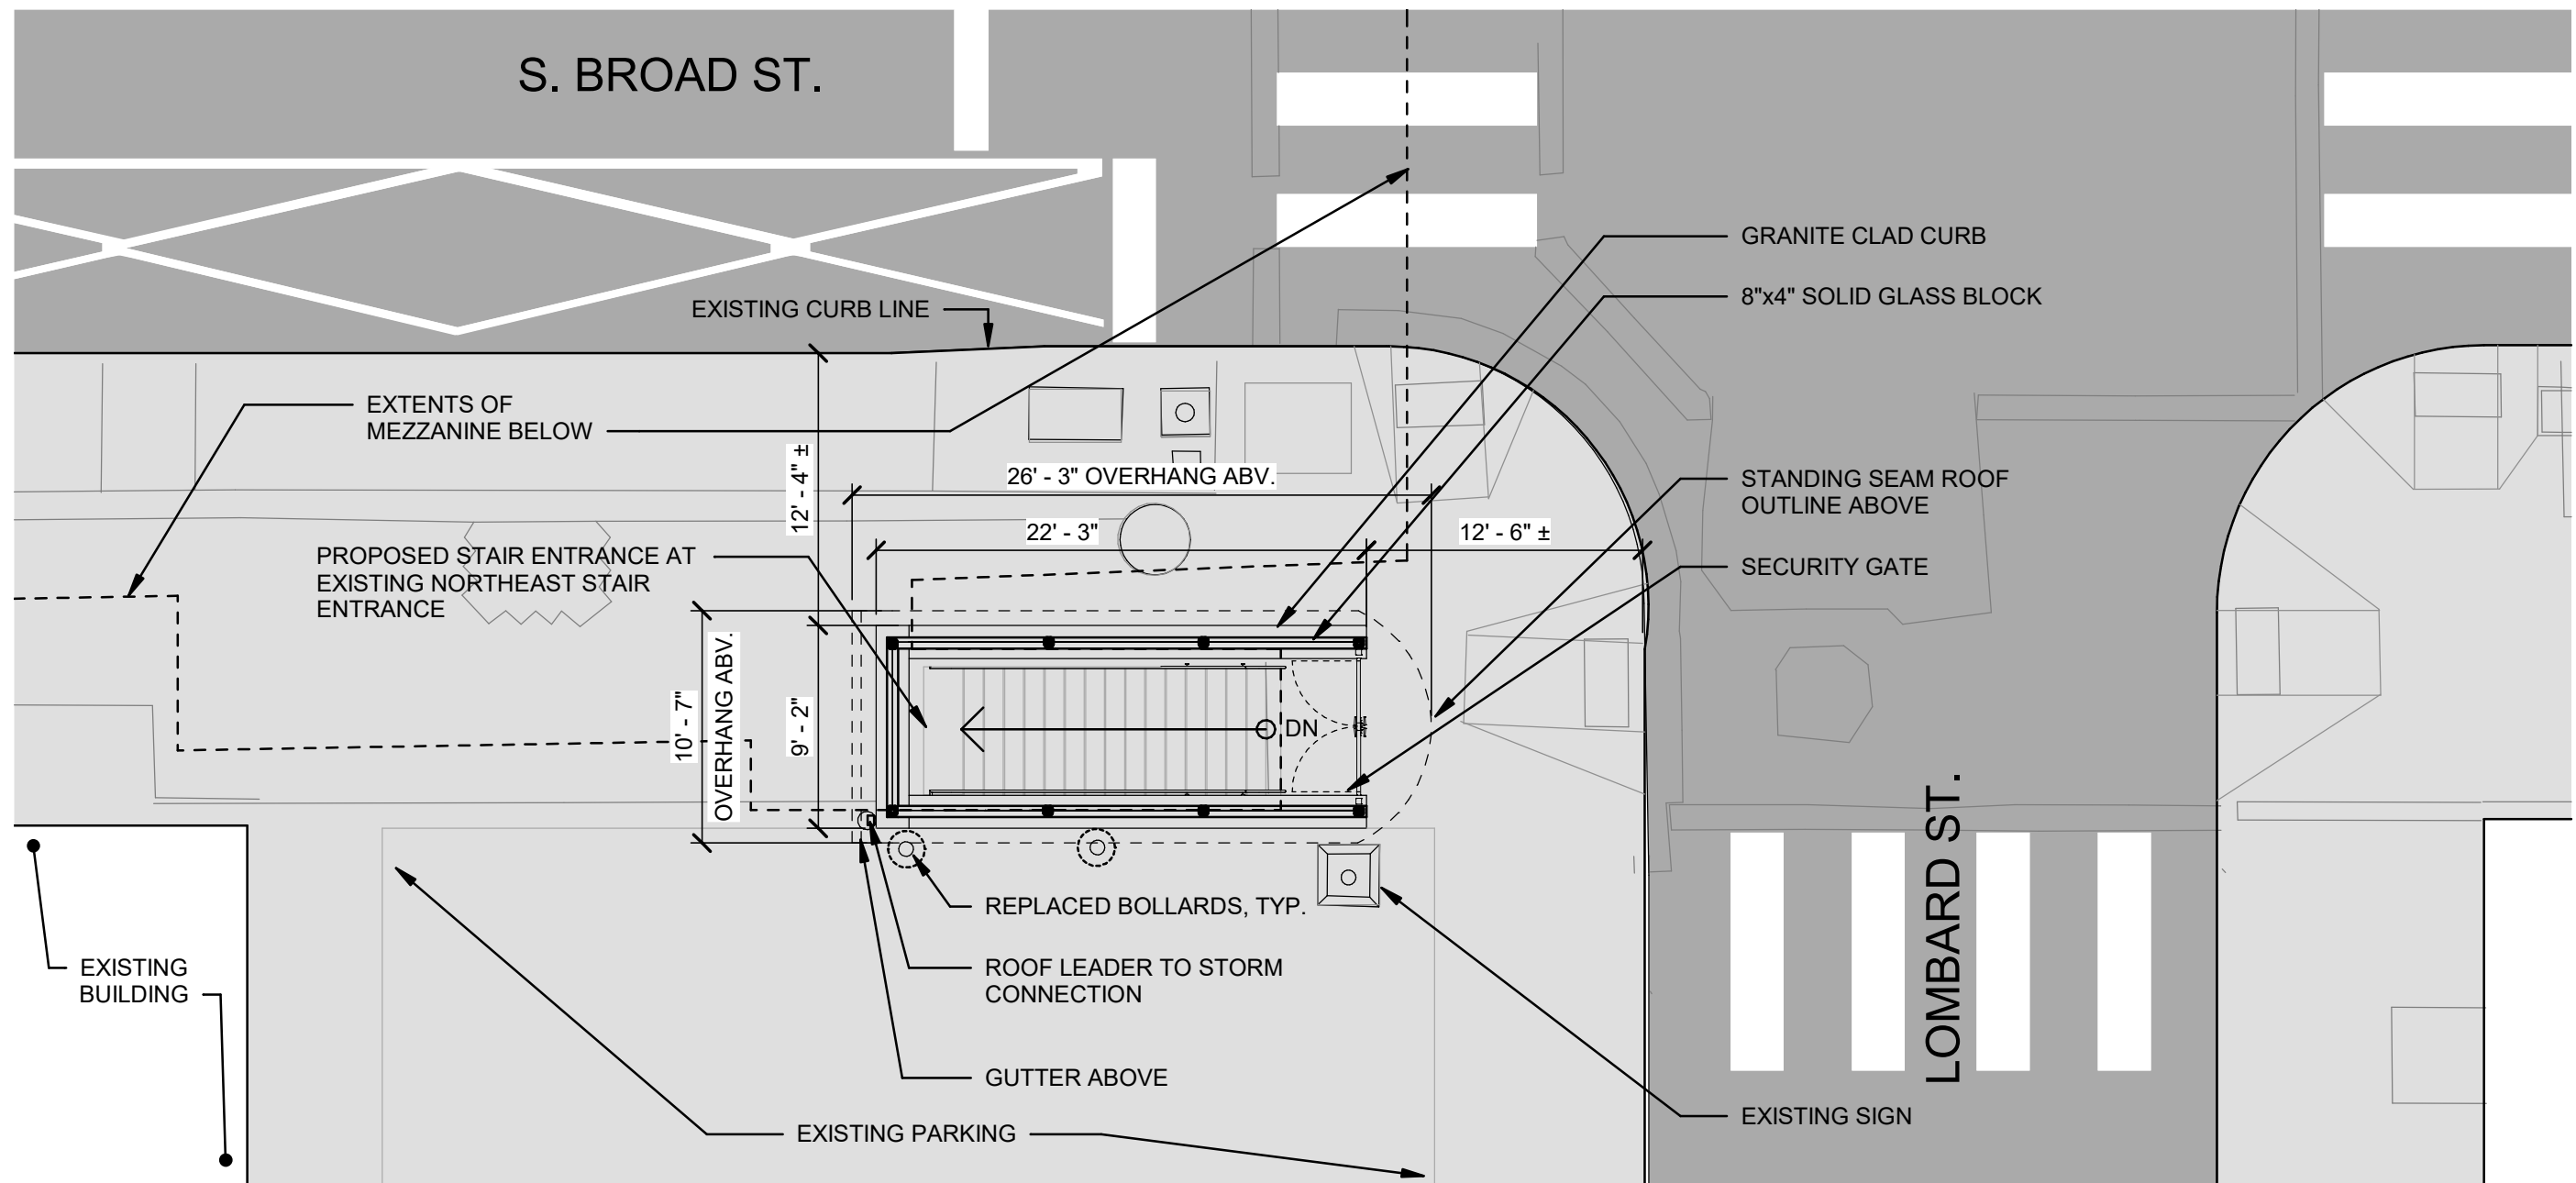 S. BROAD ST.
GRANITE CLAD CURB
8"x4" SOLID GLASS BLOCK
EXISTING CURB LINE
EXTENTS OF
MEZZANINE BELOW
12' - 4" ±
26' - 3" OVERHANG ABV.
STANDING SEAM ROOF
OUTLINE ABOVE
22' - 3"
12' - 6" ±
PROPOSED STAIR ENTRANCE AT
EXISTING NORTHEAST STAIR
ENTRANCE
SECURITY GATE
10' - 7"
OVERHANG ABV.
9' - 2"
DN
LOMBARD ST.
REPLACED BOLLARDS, TYP.
EXISTING
BUILDING
ROOF LEADER TO STORM
CONNECTION
GUTTER ABOVE
EXISTING SIGN
EXISTING PARKING